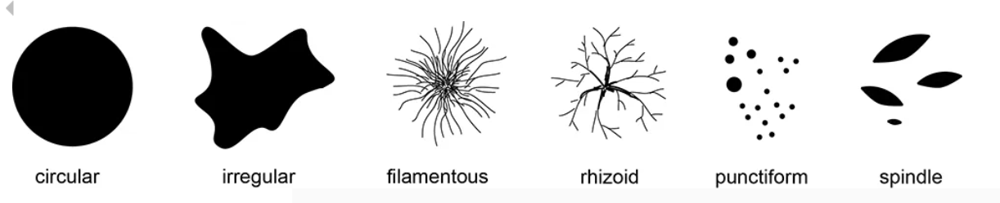 circular irregular filamentous rhizoid punctiform spindle